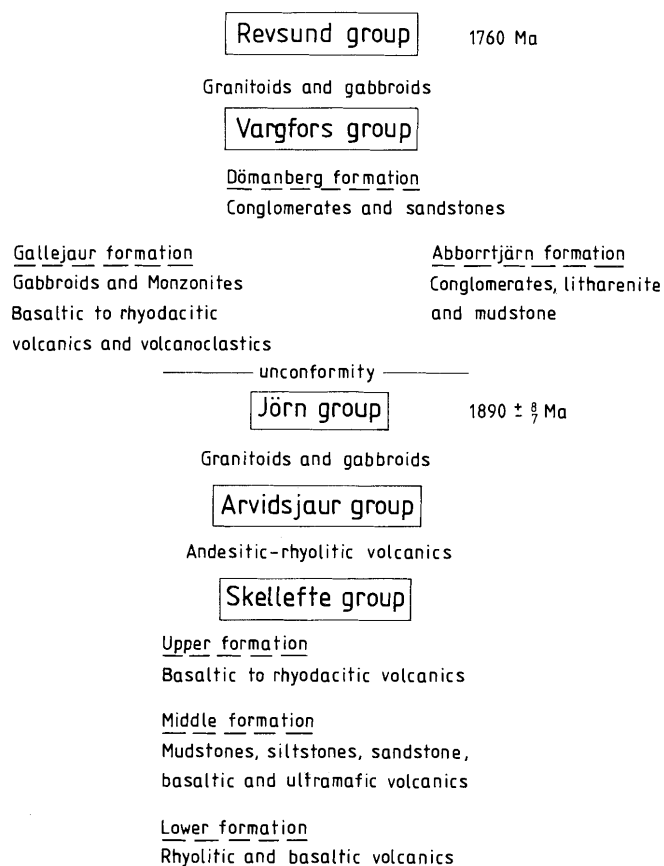 Revsund group 1760 Ma
Granitoids and gabbroids
Vargfors group
Dömanberg formation
Conglomerates and sandstones
Gallejaur formation
Gabbroids and Monzonites
Basaltic to rhyodacitic
volcanics and volcanoclastics
Abborrtjärn formation
Conglomerates, litharenite
and mudstone
unconformity
Jörn group 1890 ± 8/7 Ma
Granitoids and gabbroids
Arvidsjaur group
Andesitic-rhyolitic volcanics
Skellefte group
Upper formation
Basaltic to rhyodacitic volcanics
Middle formation
Mudstones, siltstones, sandstone,
basaltic and ultramafic volcanics
Lower formation
Rhyolitic and basaltic volcanics